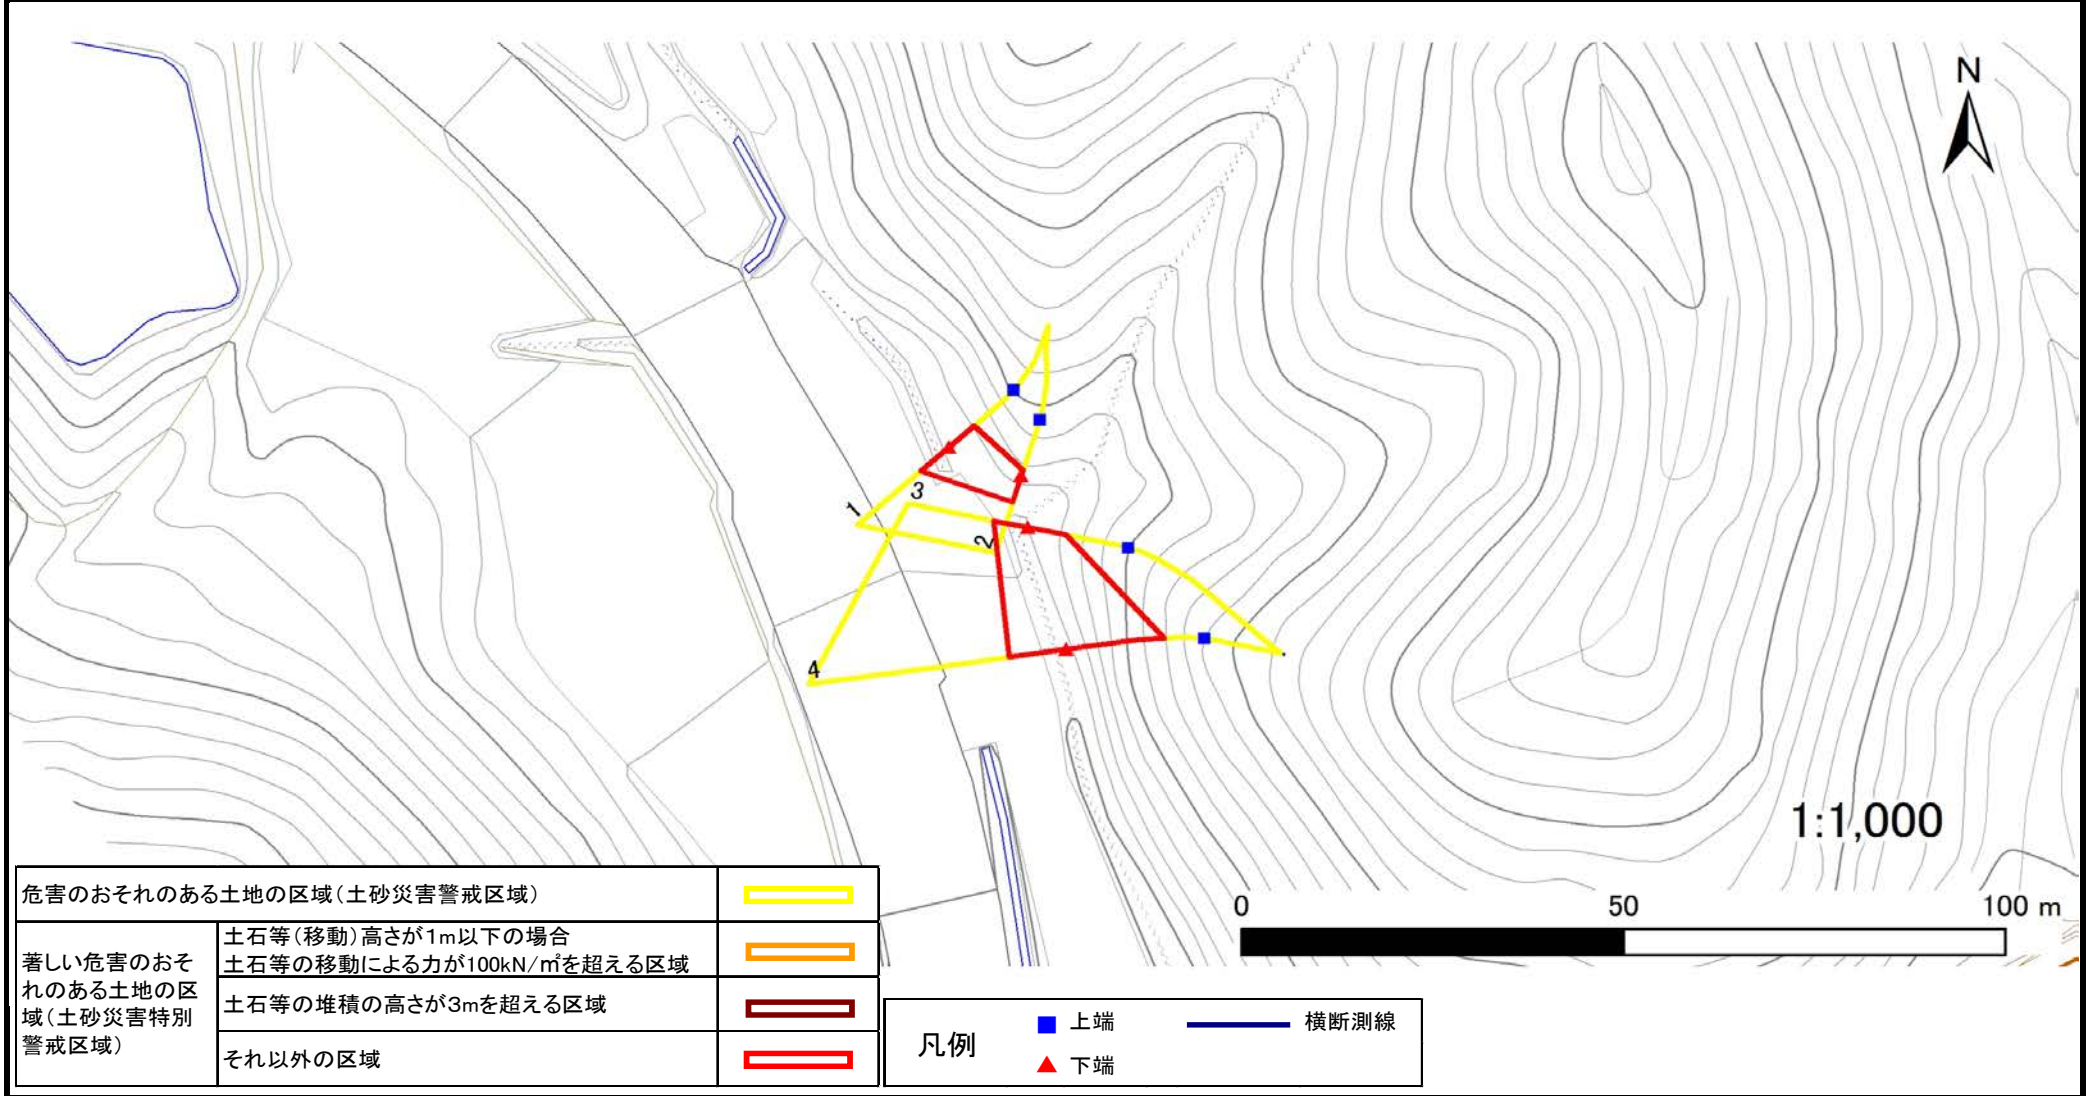 N
1
3
2
4
1:1,000
0 50 100 m
危害のおそれのある土地の区域(土砂災害警戒区域)
著しい危害のおそ
れのある土地の区
域(土砂災害特別
警戒区域)
土石等(移動)高さが1m以下の場合
土石等の移動による力が100kN/㎡を超える区域
土石等の堆積の高さが3mを超える区域
それ以外の区域
凡例
上端 横断測線
下端